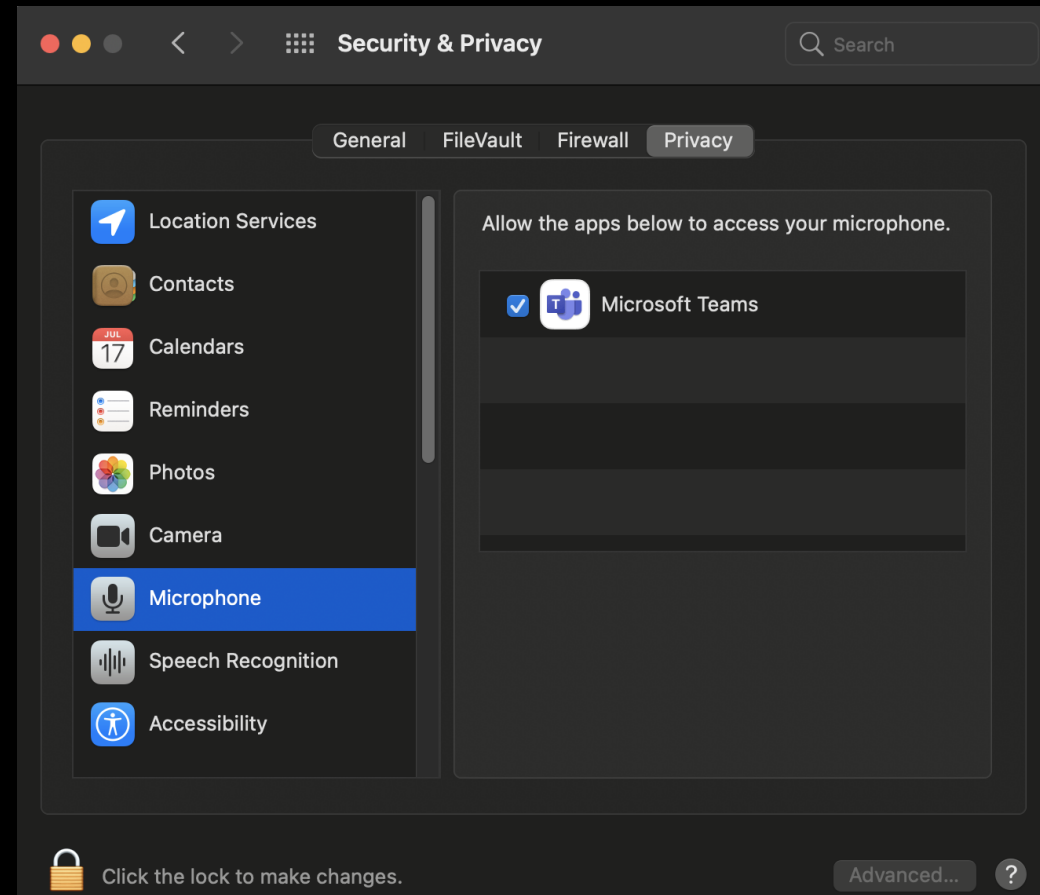 Security & Privacy
Search
General FileVault Firewall Privacy
Location Services
Contacts
JUL
17
Calendars
Reminders
Photos
Camera
Microphone
Speech Recognition
Accessibility
Allow the apps below to access your microphone.
T
Microsoft Teams
Click the lock to make changes.
Advanced...
?